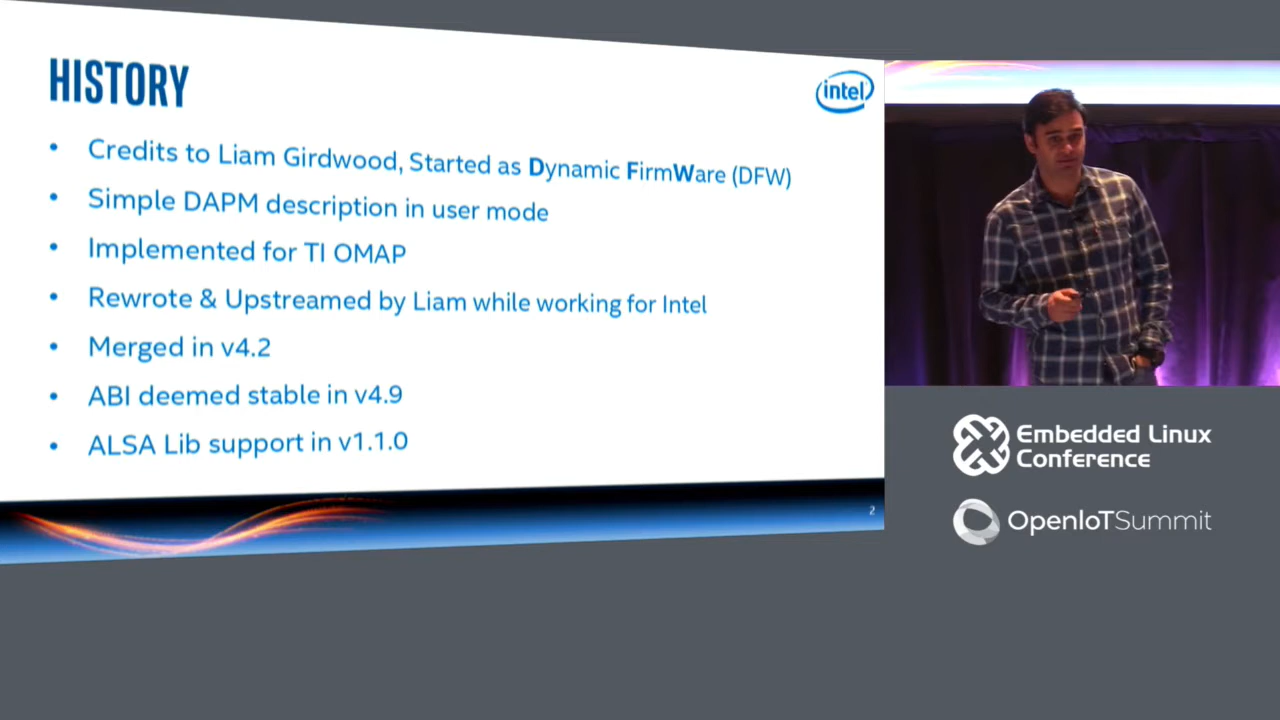 HISTORY
intel
• Credits to Liam Girdwood, Started as Dynamic FirmWare (DFW)
• Simple DAPM description in user mode
• Implemented for TI OMAP
• Rewrote & Upstreamed by Liam while working for Intel
• Merged in v4.2
• ABI deemed stable in v4.9
• ALSA Lib support in v1.1.0
2
Embedded Linux
Conference
OpenIoTSummit